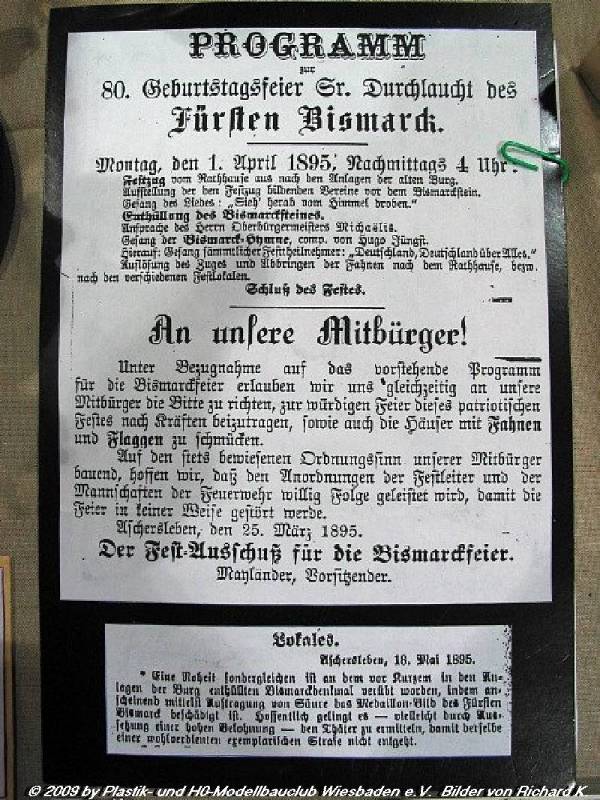 PROGRAMM
zur
80. Geburtstagsfeier Sr. Durchlaucht des
Fürsten Bismarck.
Montag, den 1. April 1895, Nachmittags 4 Uhr:
Festzug vom Rathhause aus nach den Anlagen der alten Burg.
Aufstellung der den Festzug bildenden Vereine vor dem Bismarckstein.
Gesang des Liedes: „Sieh' herab vom Himmel droben.“
Enthüllung des Bismarcksteines.
Ansprache des Herrn Oberbürgermeisters Michaëlis.
Gesang der Bismarck-Hymne, comp. von Hugo Jüngst.
Hierauf: Gesang sämmtlicher Festtheilnehmer: „Deutschland, Deutschland über Alles.“
Auflösung des Zuges und Abbringen der Fahnen nach dem Rathhause, bezw.
nach den verschiedenen Festlokalen.
Schluß des Festes.
An unsere Mitbürger!
Unter Bezugnahme auf das vorstehende Programm
für die Bismarckfeier erlauben wir uns gleichzeitig an unsere
Mitbürger die Bitte zu richten, zur würdigen Feier dieses patriotischen
Festes nach Kräften beizutragen, sowie auch die Häuser mit Fahnen
und Flaggen zu schmücken.
Auf den stets bewiesenen Ordnungssinn unserer Mitbürger
bauend, hoffen wir, daß den Anordnungen der Festleiter und der
Mannschaften der Feuerwehr willig Folge geleistet wird, damit die
Feier in keiner Weise gestört werde.
Aschersleben, den 25. März 1895.
Der Fest-Ausschuß für die Bismarckfeier.
Mayländer, Vorsitzender.
Lokales.
Aschersleben, 18. Mai 1895.
* Eine Roheit sondergleichen ist an dem vor Kurzem in den An-
lagen der Burg enthüllten Bismarckdenkmal verübt worden, indem an-
scheinend mittelst Auftragung von Säure das Medaillon-Bild des Fürsten
Bismarck beschädigt ist. Hoffentlich gelingt es — vielleicht durch Aus-
setzung einer hohen Belohnung — den Thäter zu ermitteln, damit derselbe
einer wohlverdienten exemplarischen Strafe nicht entgeht.
© 2009 by Plastik- und H0-Modellbauclub Wiesbaden e.V. Bilder von Richard K.